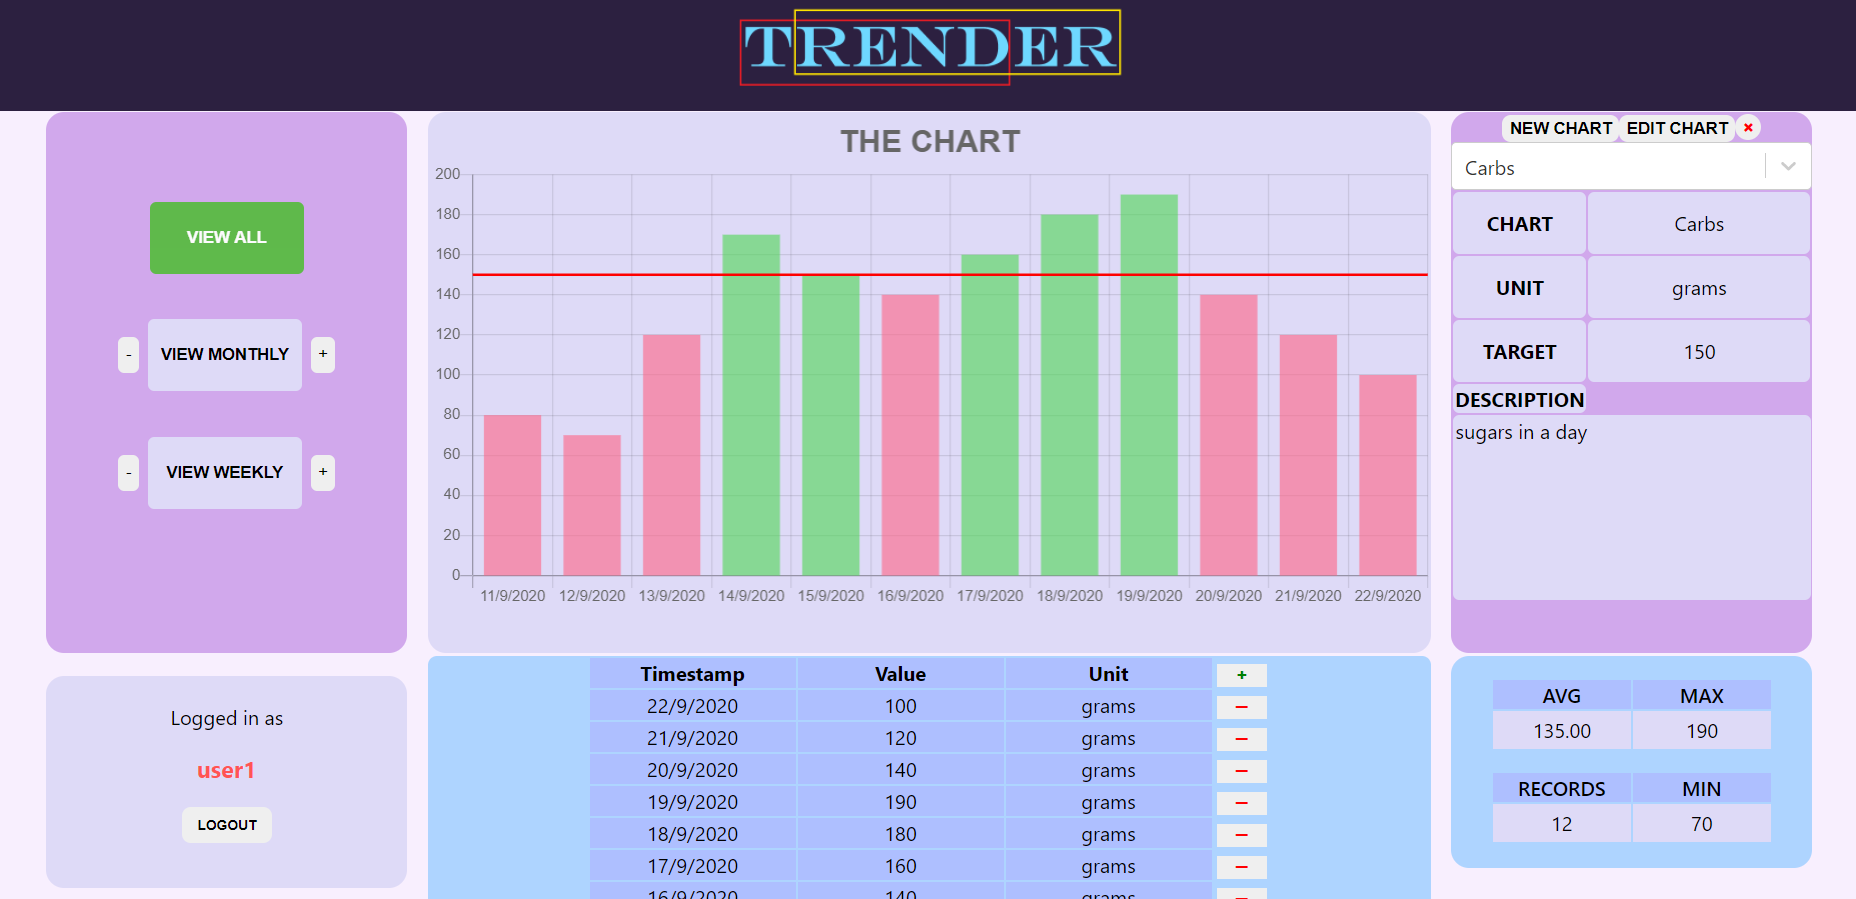 TRENDER
VIEW ALL
- VIEW MONTHLY +
- VIEW WEEKLY +
Logged in as
user1
LOGOUT
THE CHART
200
180
160
140
120
100
80
60
40
20
0
11/9/2020 12/9/2020 13/9/2020 14/9/2020 15/9/2020 16/9/2020 17/9/2020 18/9/2020 19/9/2020 20/9/2020 21/9/2020 22/9/2020
Timestamp Value Unit +
22/9/2020 100 grams −
21/9/2020 120 grams −
20/9/2020 140 grams −
19/9/2020 190 grams −
18/9/2020 180 grams −
17/9/2020 160 grams −
16/9/2020 140 grams −
NEW CHART EDIT CHART ×
Carbs
CHART Carbs
UNIT grams
TARGET 150
DESCRIPTION
sugars in a day
AVG MAX
135.00 190
RECORDS MIN
12 70